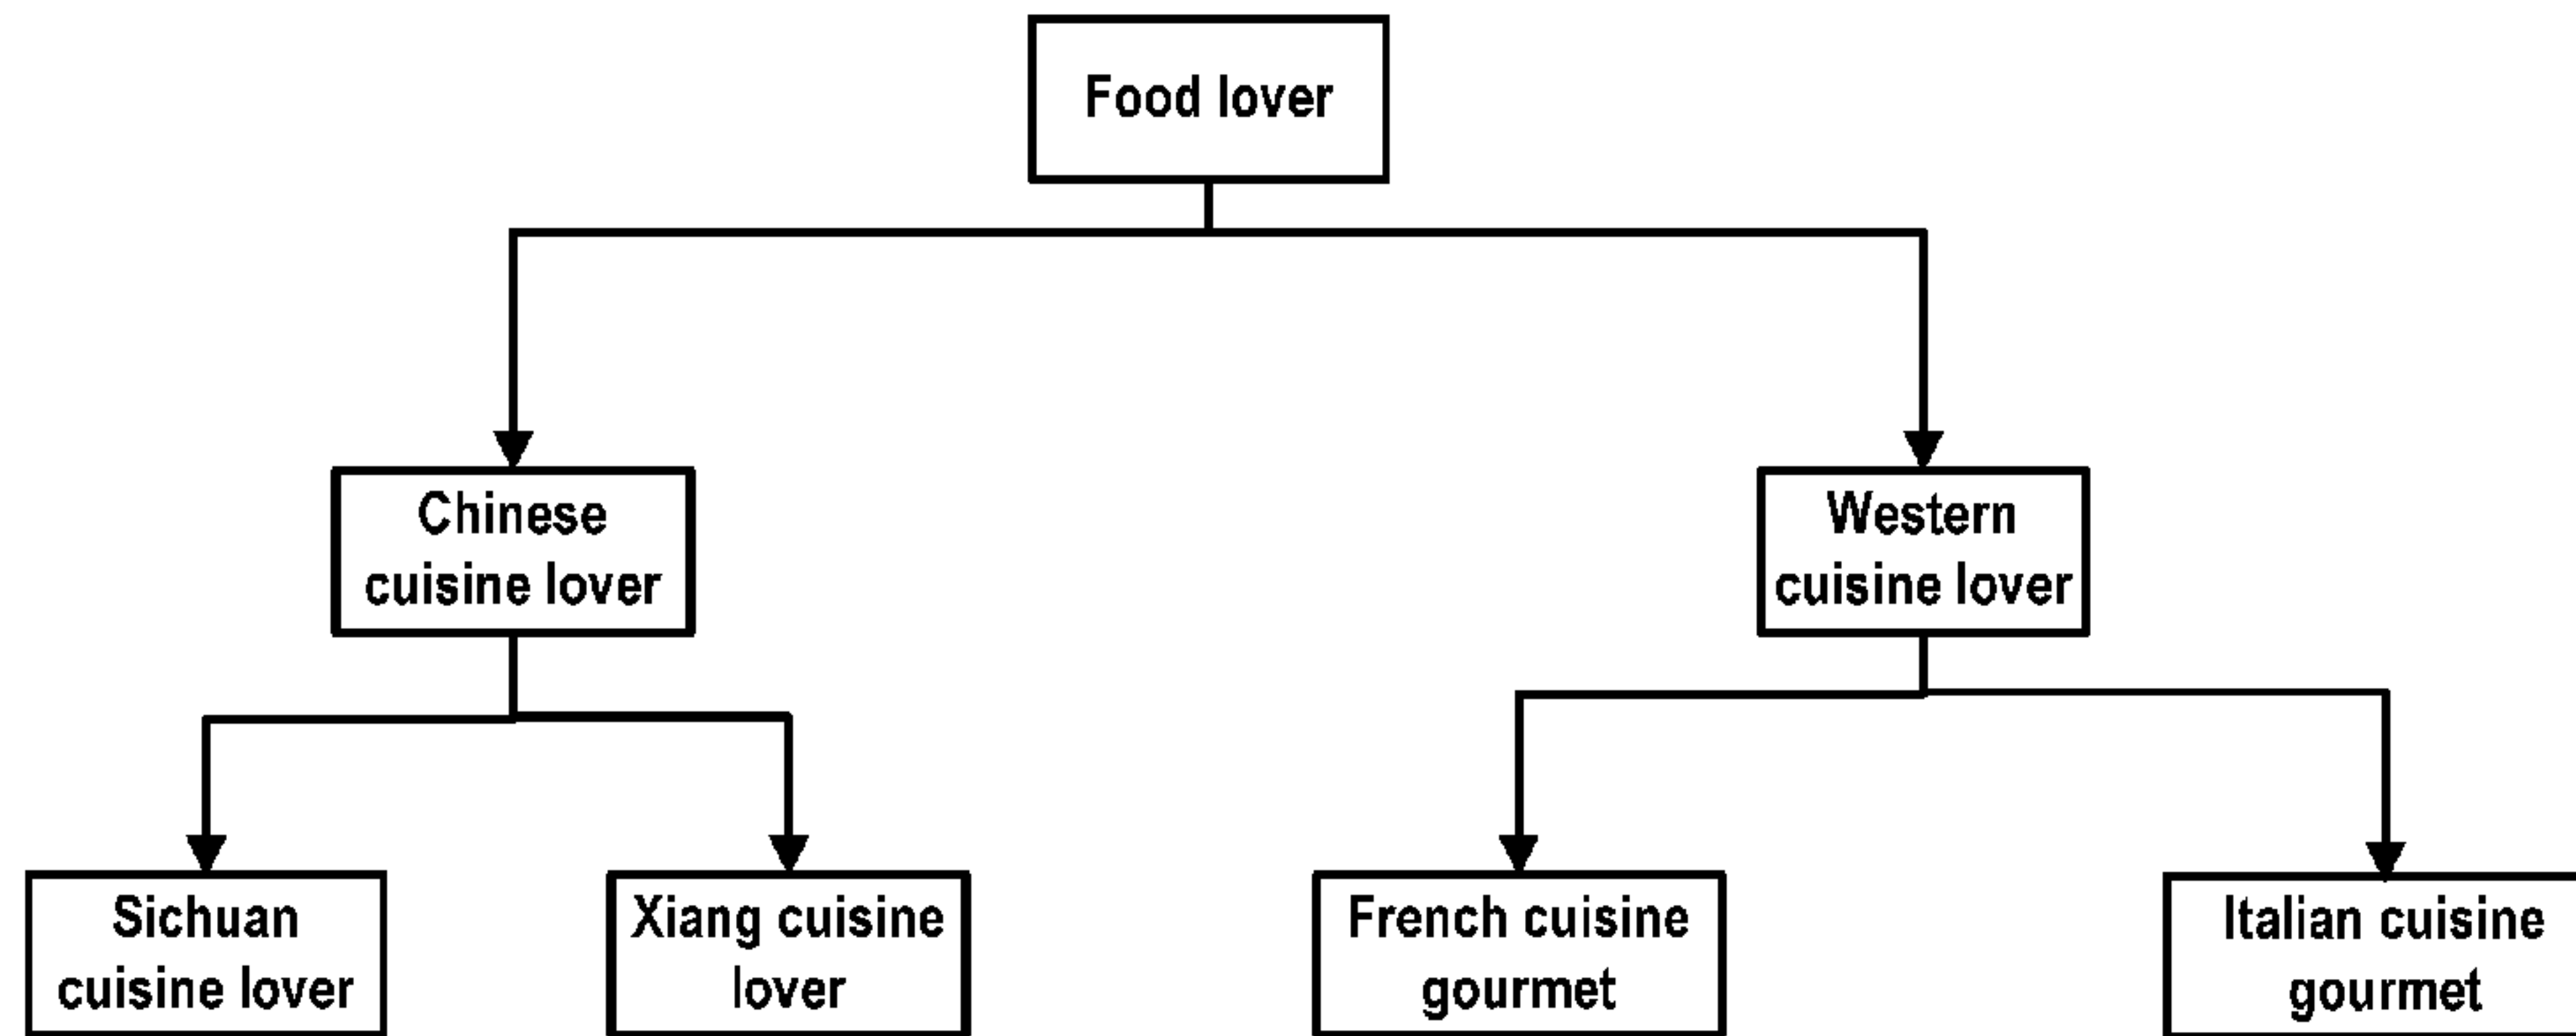 Food lover
Chinese
cuisine lover
Western
cuisine lover
Sichuan
cuisine lover
Xiang cuisine
lover
French cuisine
gourmet
Italian cuisine
gourmet